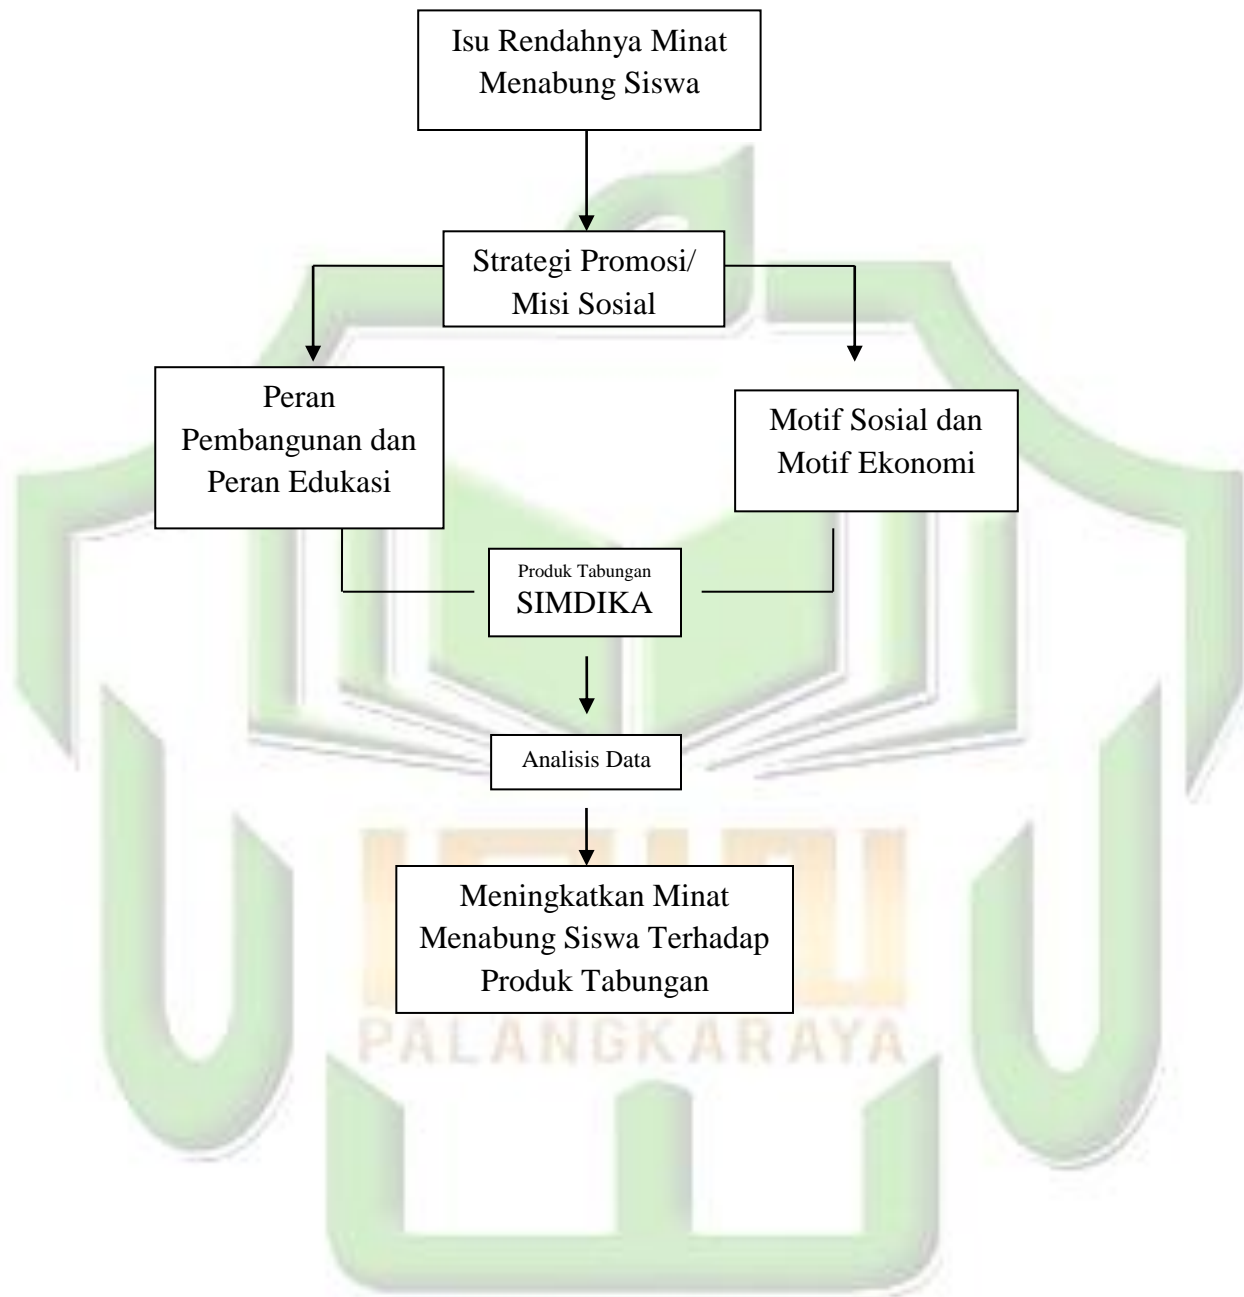 Isu Rendahnya Minat
Menabung Siswa
Strategi Promosi/
Misi Sosial
Peran
Pembangunan dan
Peran Edukasi
Motif Sosial dan
Motif Ekonomi
Produk Tabungan
SIMDIKA
Analisis Data
Meningkatkan Minat
Menabung Siswa Terhadap
Produk Tabungan
PALANGKARAYA